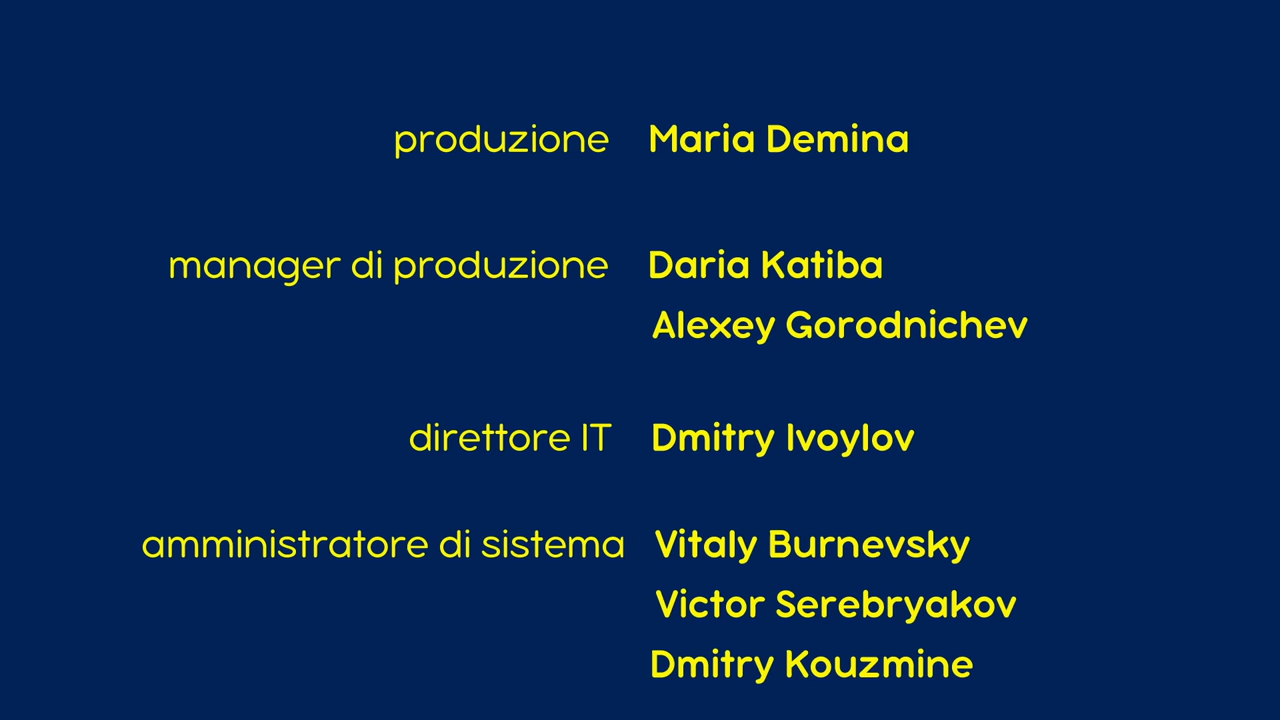 produzione Maria Demina
manager di produzione Daria Katiba
Alexey Gorodnichev
direttore IT Dmitry Ivoylov
amministratore di sistema Vitaly Burnevsky
Victor Serebryakov
Dmitry Kouzmine